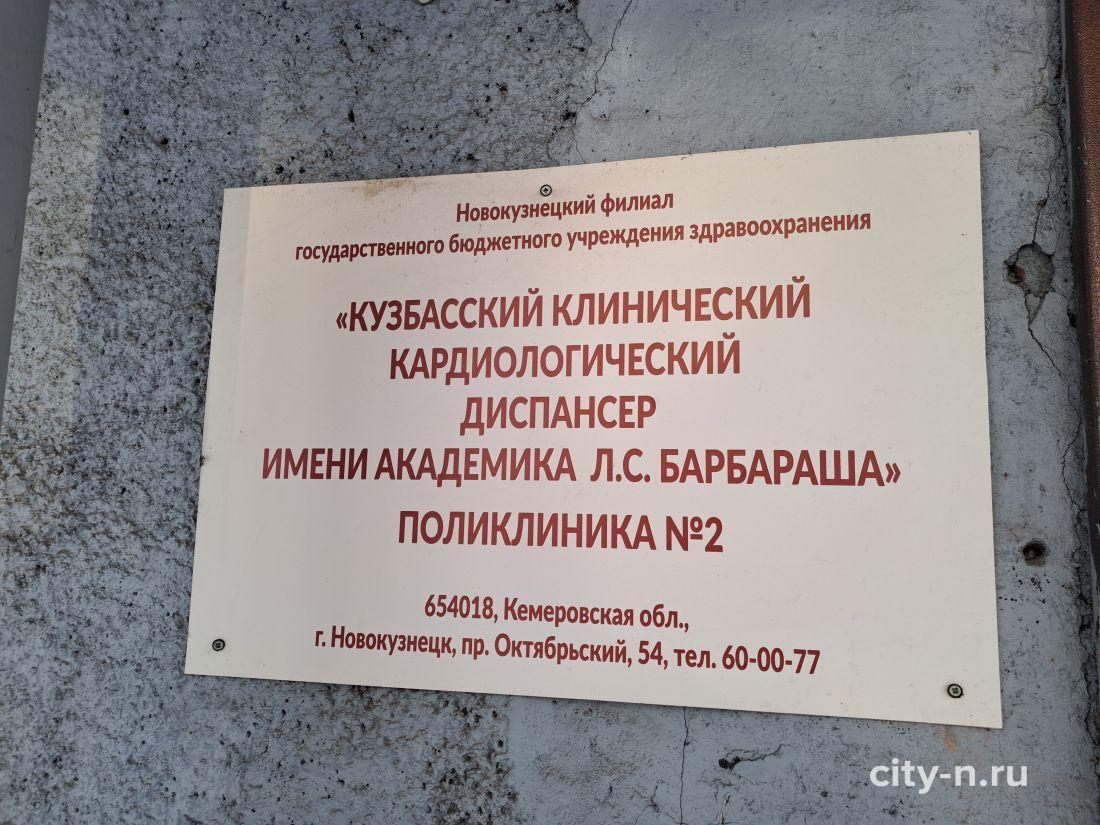 Новокузнецкий филиал
государственного бюджетного учреждения здравоохранения
«КУЗБАССКИЙ КЛИНИЧЕСКИЙ
КАРДИОЛОГИЧЕСКИЙ
ДИСПАНСЕР
ИМЕНИ АКАДЕМИКА Л.С. БАРБАРАША»
ПОЛИКЛИНИКА №2
654018, Кемеровская обл.,
г. Новокузнецк, пр. Октябрьский, 54, тел. 60-00-77
city-n.ru